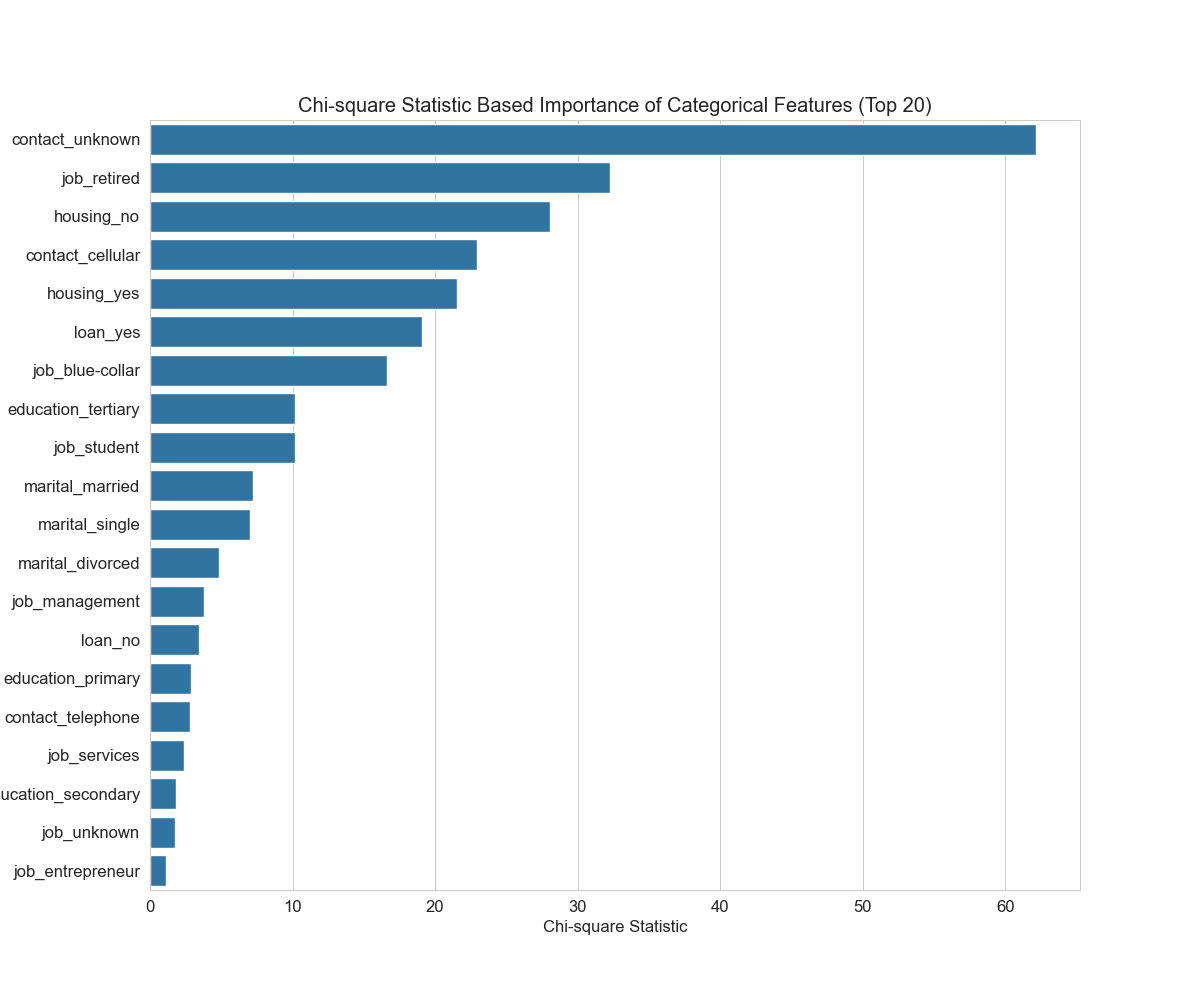 Chi-square Statistic Based Importance of Categorical Features (Top 20)
contact_unknown
job_retired
housing_no
contact_cellular
housing_yes
loan_yes
job_blue-collar
education_tertiary
job_student
marital_married
marital_single
marital_divorced
job_management
loan_no
education_primary
contact_telephone
job_services
ucation_secondary
job_unknown
job_entrepreneur
0 10 20 30 40 50 60
Chi-square Statistic